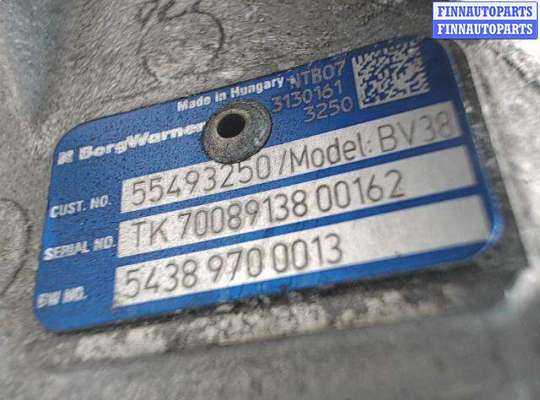 FINNAUTOPARTS
FINNAUTOPARTS
Made in Hungary NTB07
3130161
3250
BorgWarner
CUST. NO. 55493250/Model: BV38
SERIAL NO. TK 70089138 00162
BW NO. 5438 970 0013